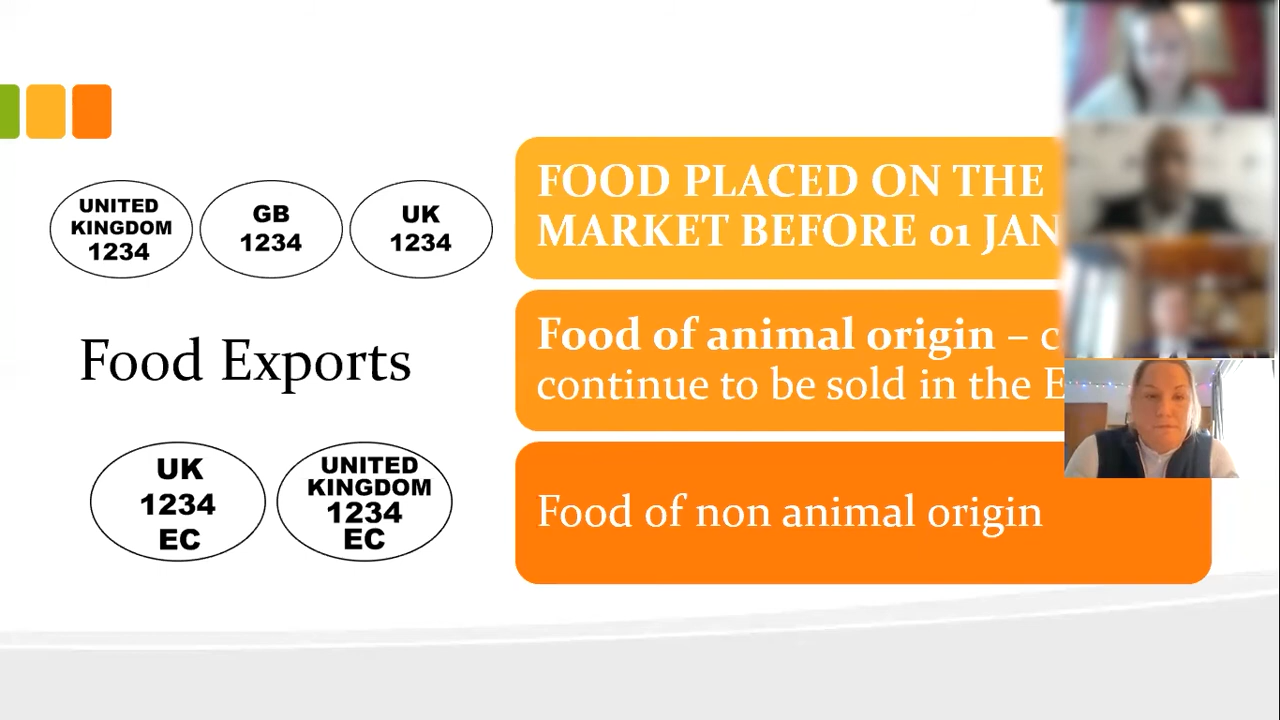 UNITED
KINGDOM
1234
GB
1234
UK
1234
Food Exports
UK
1234
EC
UNITED
KINGDOM
1234
EC
FOOD PLACED ON THE
MARKET BEFORE 01 JAN
Food of animal origin –
continue to be sold in the
Food of non animal origin